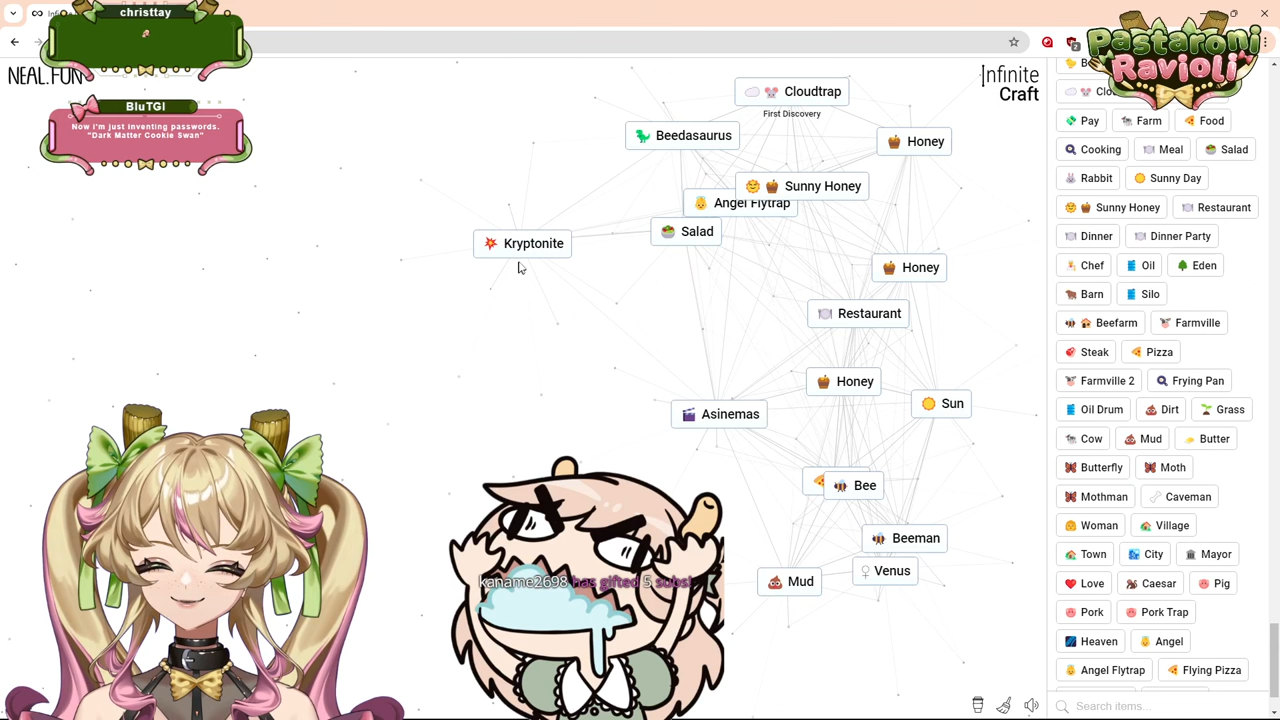 christtay
BluTGI
Now I'm just inventing passwords.
"Dark Matter Cookie Swan"
NEAL.FUN
Infinite
Craft
Pastaroni
Ravioli
2
Cloudtrap
First Discovery
Beedasaurus
Honey
Sunny Honey
Angel Flytrap
Salad
Kryptonite
Honey
Restaurant
Honey
Sun
Asinemas
Bee
Beeman
Venus
Mud
kaname2698 has gifted 5 subs!
Pay
Farm
Food
Cooking
Meal
Salad
Rabbit
Sunny Day
Sunny Honey
Restaurant
Dinner
Dinner Party
Chef
Oil
Eden
Barn
Silo
Beefarm
Farmville
Steak
Pizza
Farmville 2
Frying Pan
Oil Drum
Dirt
Grass
Cow
Mud
Butter
Butterfly
Moth
Mothman
Caveman
Woman
Village
Town
City
Mayor
Love
Caesar
Pig
Pork
Pork Trap
Heaven
Angel
Angel Flytrap
Flying Pizza
Search items...